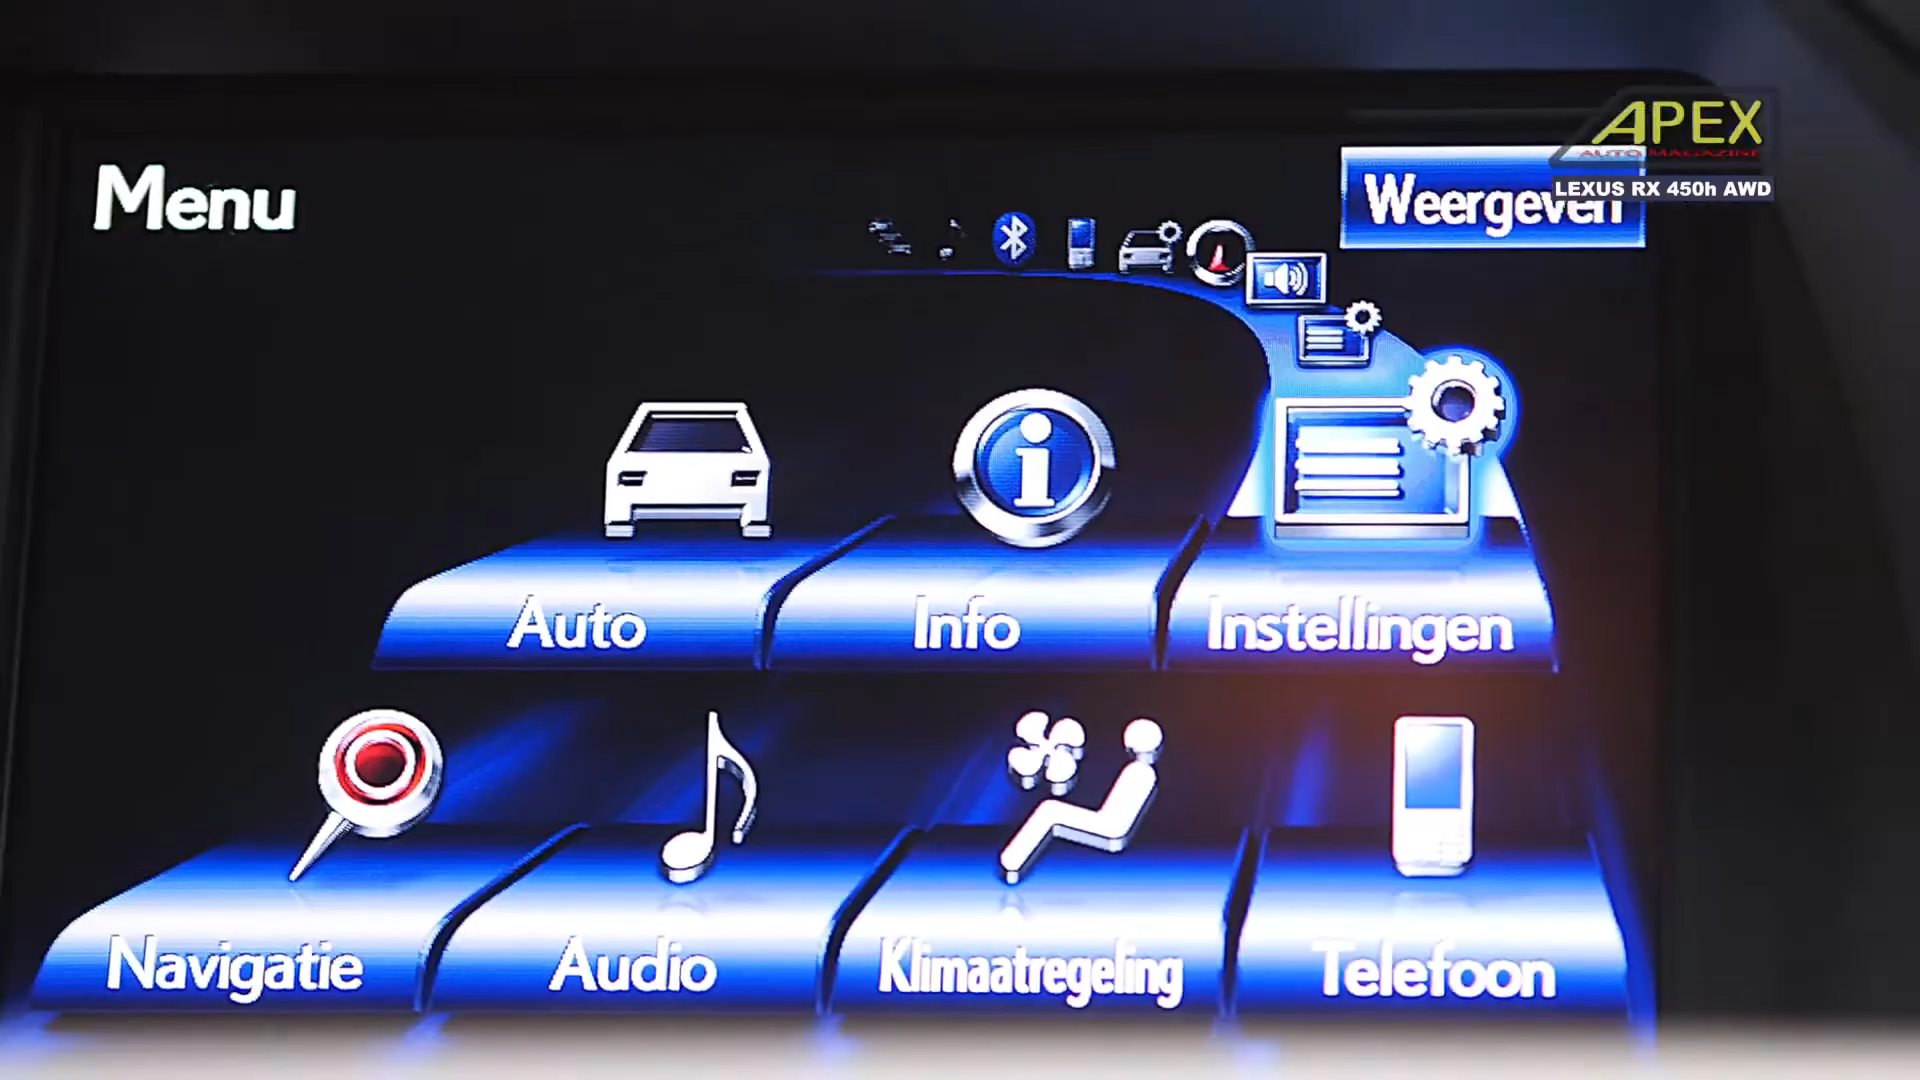 APEX
AUTO MAGAZINE
LEXUS RX 450h AWD
Menu
Weergeven
Auto
Info
Instellingen
Navigatie
Audio
Klimaatregeling
Telefoon